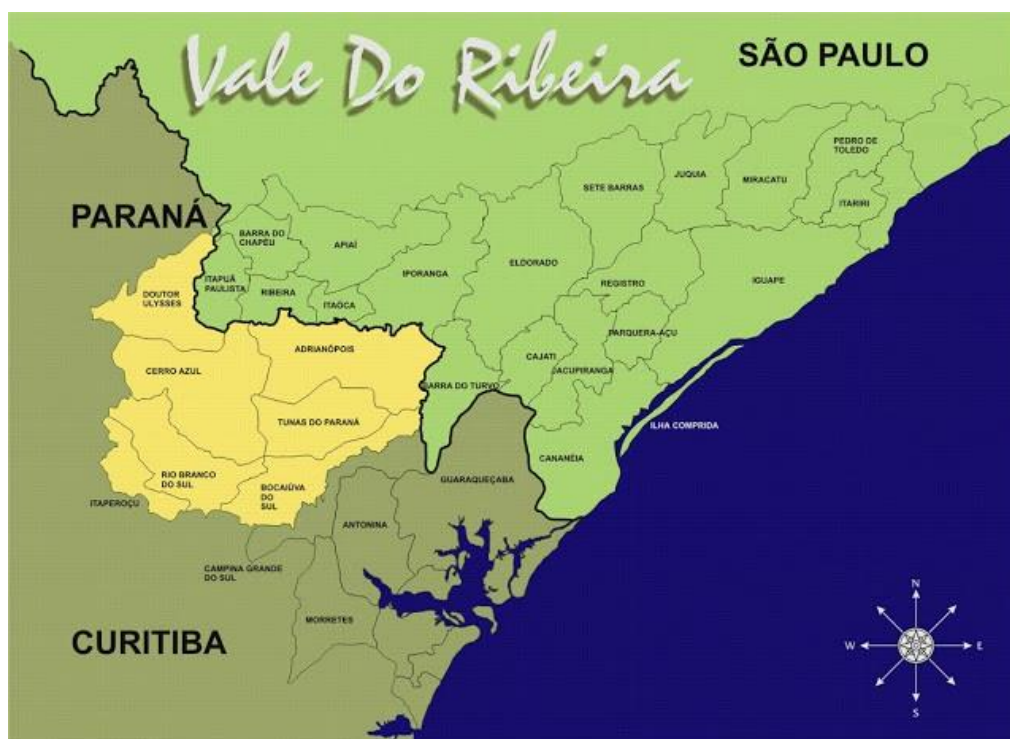 Vale Do Ribeira
SÃO PAULO
PARANÁ
PEDRO DE
TOLEDO
JUQUIA
MIRACATU
SETE BARRAS
ITARIRI
BARRA DO
CHAPÉU
APIAÍ
IPORANGA
ELDORADO
ITAPUÃ
PAULISTA
RIBEIRA
ITAÓCA
REGISTRO
IGUAPE
DOUTOR
ULYSSES
PARQUERA-AÇU
ADRIANÓPOIS
CAJATI
JACUPIRANGA
CERRO AZUL
BARRA DO TURVO
TUNAS DO PARANÁ
ILHA COMPRIDA
CANANÉIA
RIO BRANCO
DO SUL
BOCAIÚVA
DO
SUL
GUARAQUEÇABA
ITAPEROÇU
ANTONINA
CAMPINA GRANDE
DO SUL
MORRETES
CURITIBA
N
W
E
S